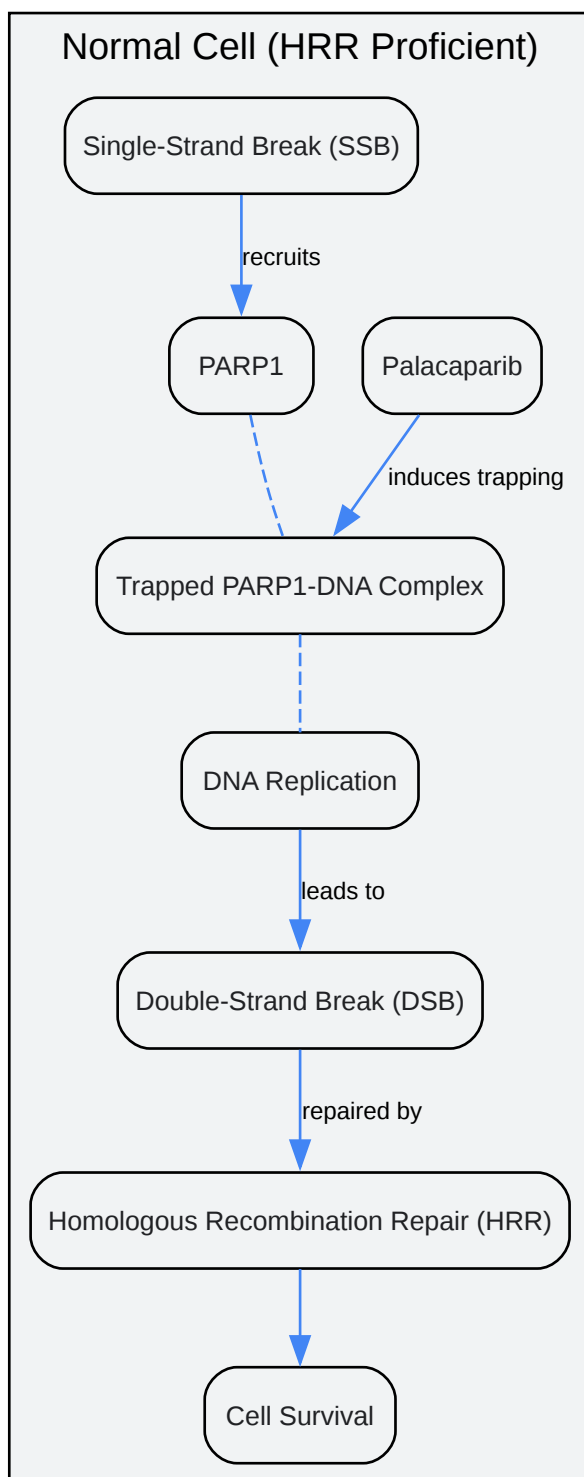 Normal Cell (HRR Proficient)
Single-Strand Break (SSB)
recruits
PARP1
Palacaparib
induces trapping
Trapped PARP1-DNA Complex
DNA Replication
leads to
Double-Strand Break (DSB)
repaired by
Homologous Recombination Repair (HRR)
Cell Survival